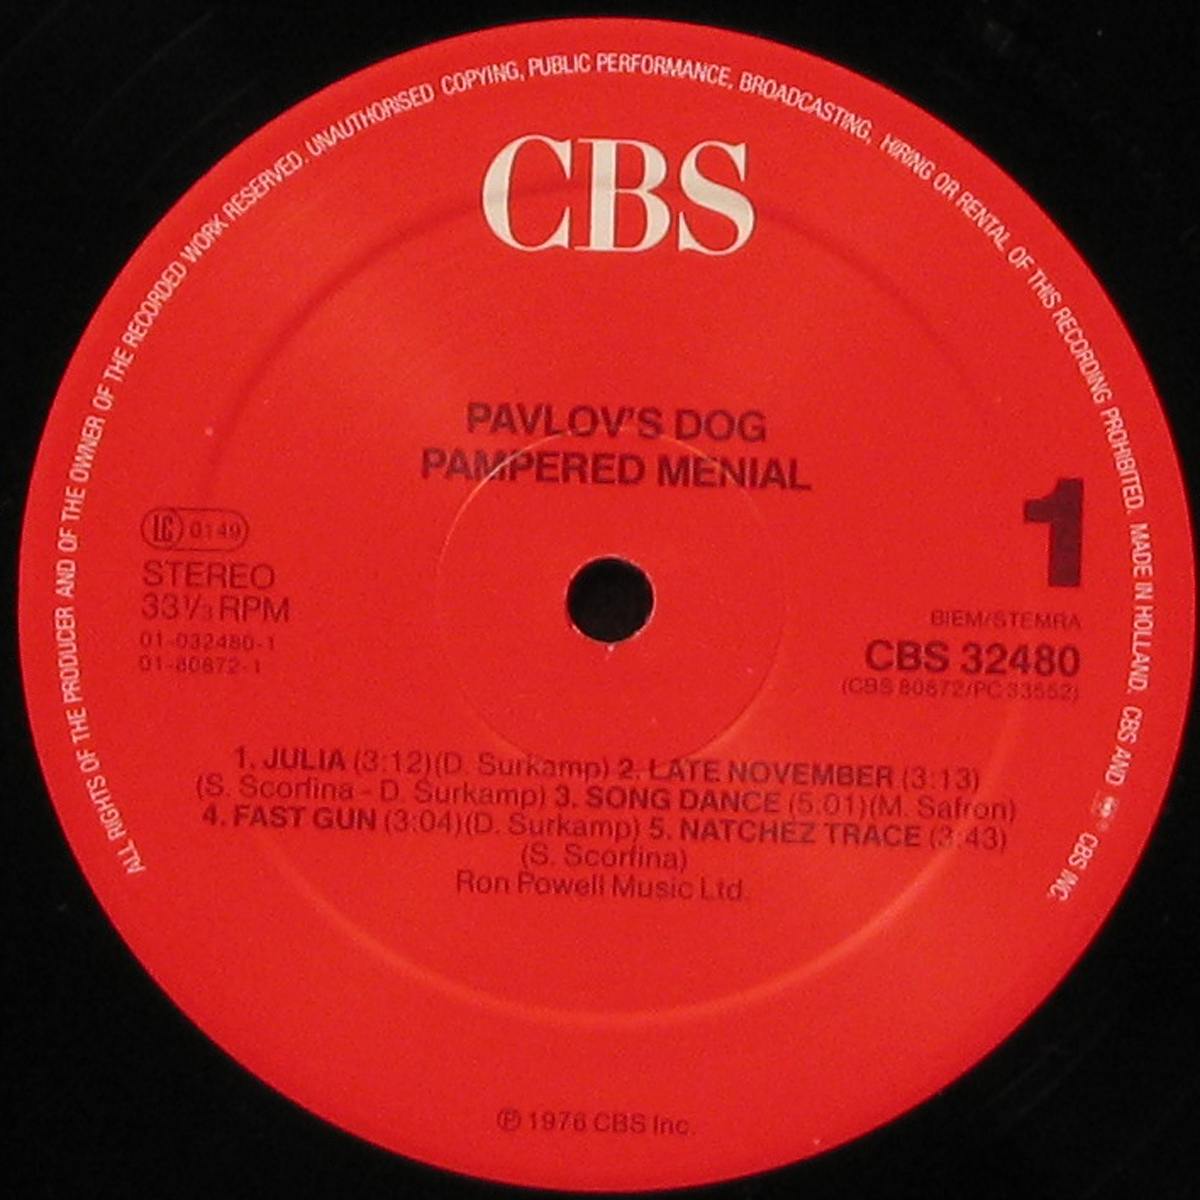 ALL RIGHTS OF THE PRODUCER AND OF THE OWNER OF THE RECORDED WORK RESERVED. UNAUTHORISED COPYING, PUBLIC PERFORMANCE, BROADCASTING, HIRING OR RENTAL OF THIS RECORDING PROHIBITED. MADE IN HOLLAND. CBS AND CBS INC.
CBS
PAVLOV'S DOG
PAMPERED MENIAL
LC 0149
STEREO
33⅓ RPM
01-032480-1
01-80872-1
1
BIEM/STEMRA
CBS 32480
(CBS 80872/PC 33552)
1. JULIA (3:12)(D. Surkamp) 2. LATE NOVEMBER (3:13)
(S. Scorfina - D. Surkamp) 3. SONG DANCE (5.01)(M. Safron)
4. FAST GUN (3:04)(D. Surkamp) 5. NATCHEZ TRACE (3:43)
(S. Scorfina)
Ron Powell Music Ltd.
℗ 1976 CBS Inc.